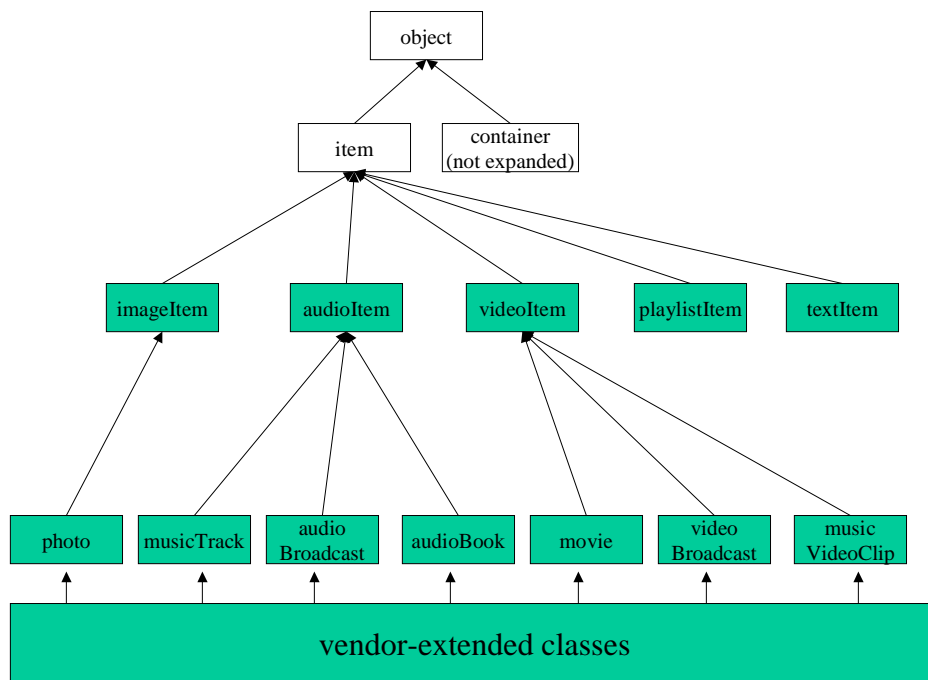 object
item
container
(not expanded)
imageItem
audioItem
videoItem
playlistItem
textItem
photo
musicTrack
audio
Broadcast
audioBook
movie
video
Broadcast
music
VideoClip
vendor-extended classes